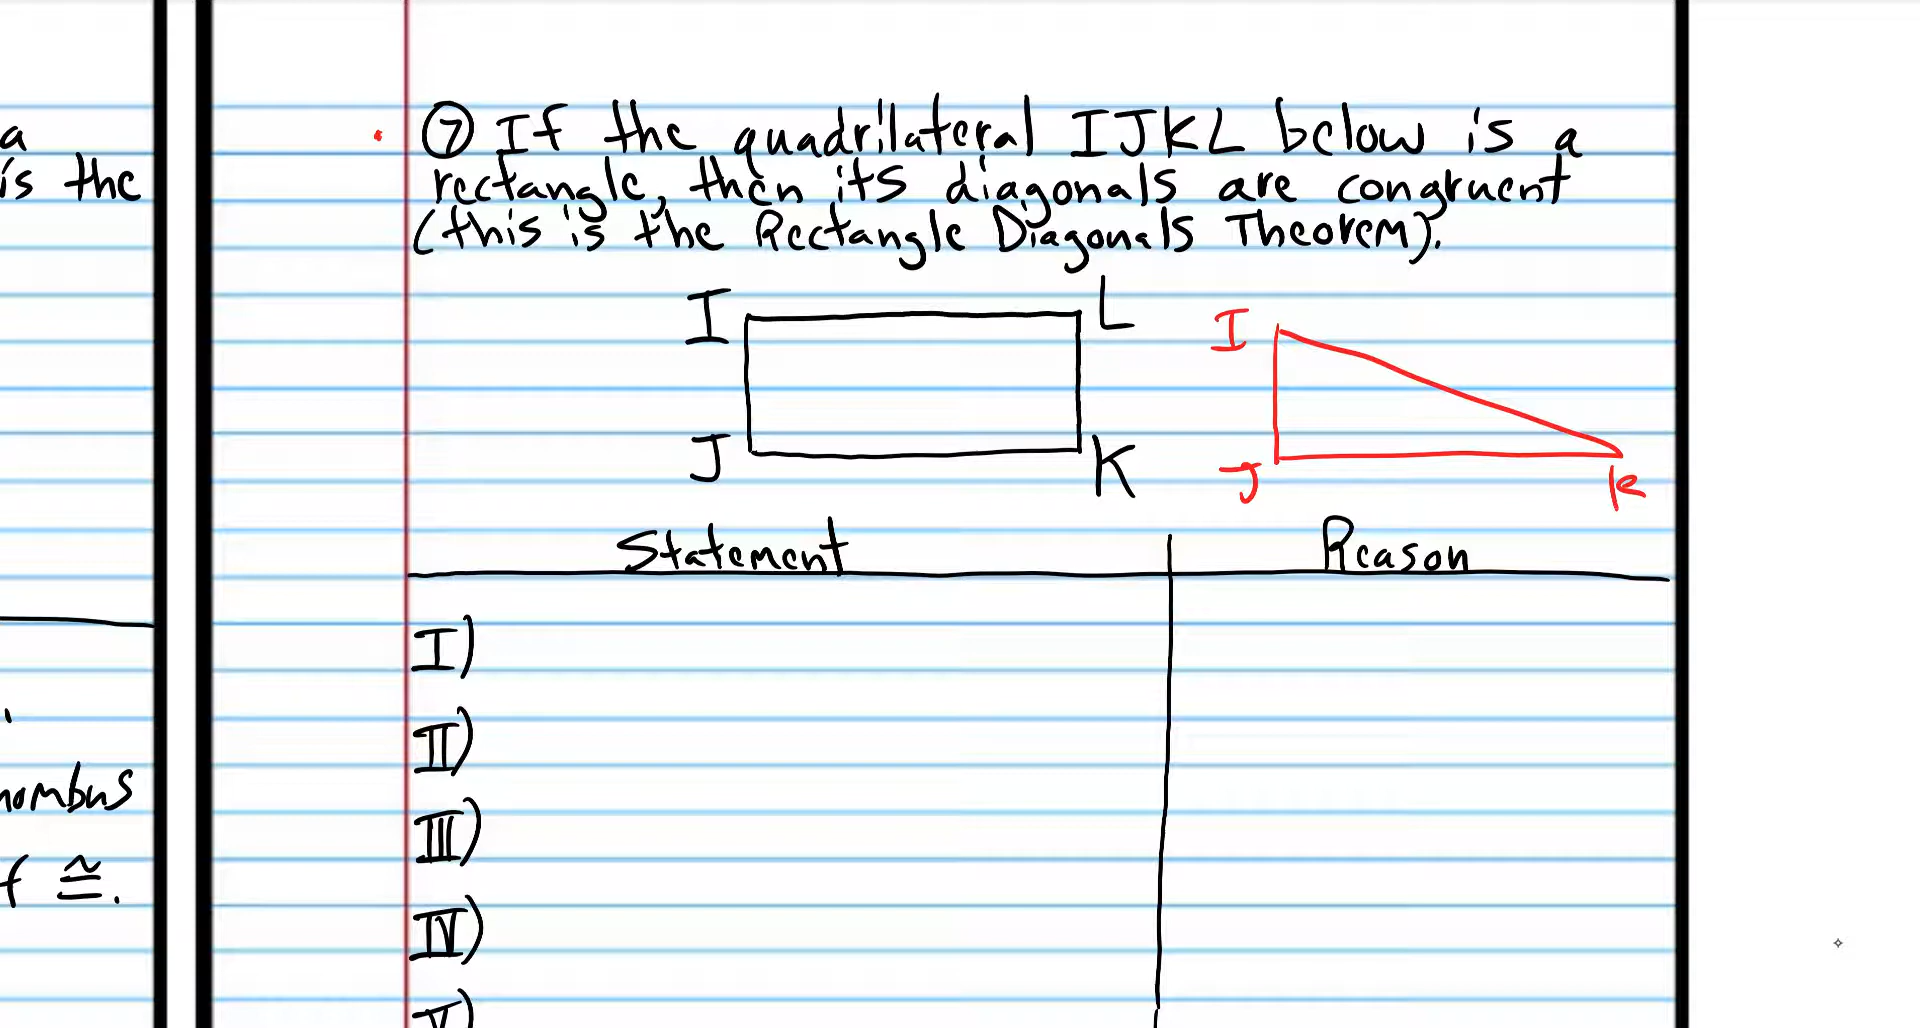 a
is the
.
nombus
f ≅.
⑦ If the quadrilateral IJKL below is a
rectangle, then its diagonals are congruent
(this is the Rectangle Diagonals Theorem).
I L
J K
I
J K
Statement Reason
I)
II)
III)
IV)
V)